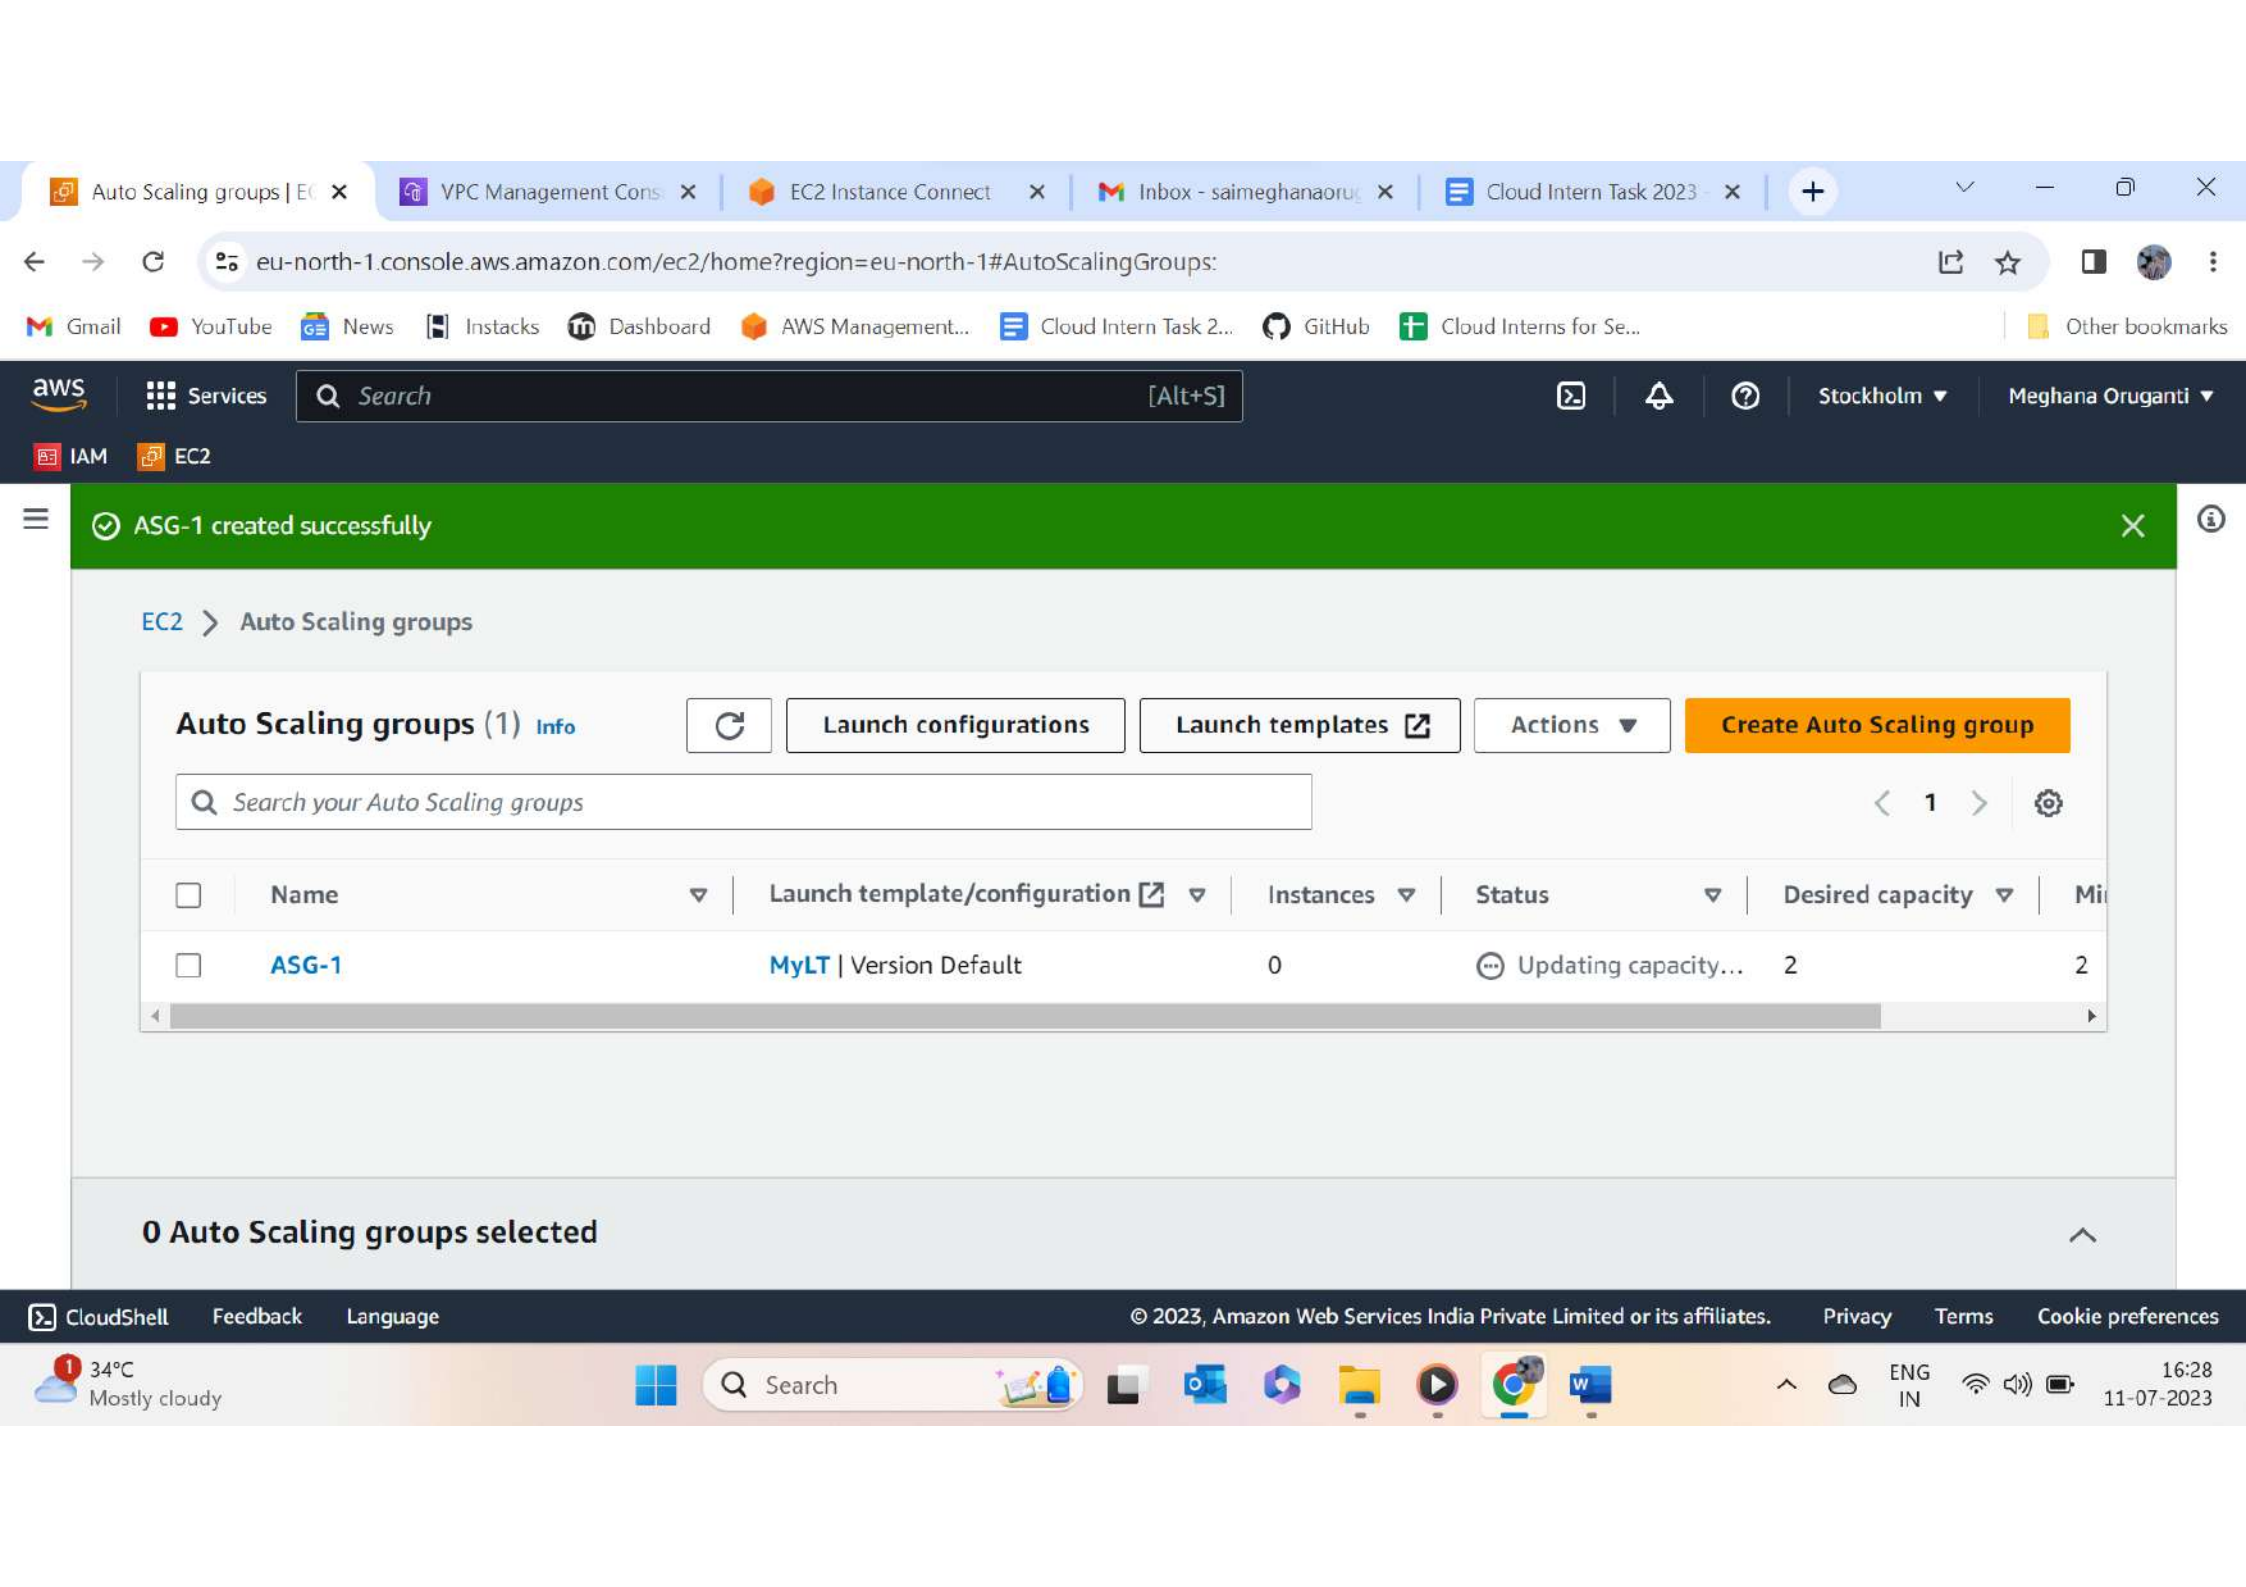 Auto Scaling groups | EC
VPC Management Cons
EC2 Instance Connect
Inbox - saimeghanaorug
Cloud Intern Task 2023 -
eu-north-1.console.aws.amazon.com/ec2/home?region=eu-north-1#AutoScalingGroups:
Gmail
YouTube
News
Instacks
Dashboard
AWS Management...
Cloud Intern Task 2...
GitHub
Cloud Interns for Se...
Other bookmarks
aws
Services
Search
[Alt+S]
Stockholm
Meghana Oruganti
IAM
EC2
ASG-1 created successfully
EC2 > Auto Scaling groups
Auto Scaling groups (1) Info
Launch configurations
Launch templates
Actions
Create Auto Scaling group
Search your Auto Scaling groups
1
Name
Launch template/configuration
Instances
Status
Desired capacity
Mi
ASG-1
MyLT | Version Default
0
Updating capacity...
2
2
0 Auto Scaling groups selected
CloudShell
Feedback
Language
© 2023, Amazon Web Services India Private Limited or its affiliates.
Privacy
Terms
Cookie preferences
1
34°C
Mostly cloudy
Search
ENG
IN
16:28
11-07-2023